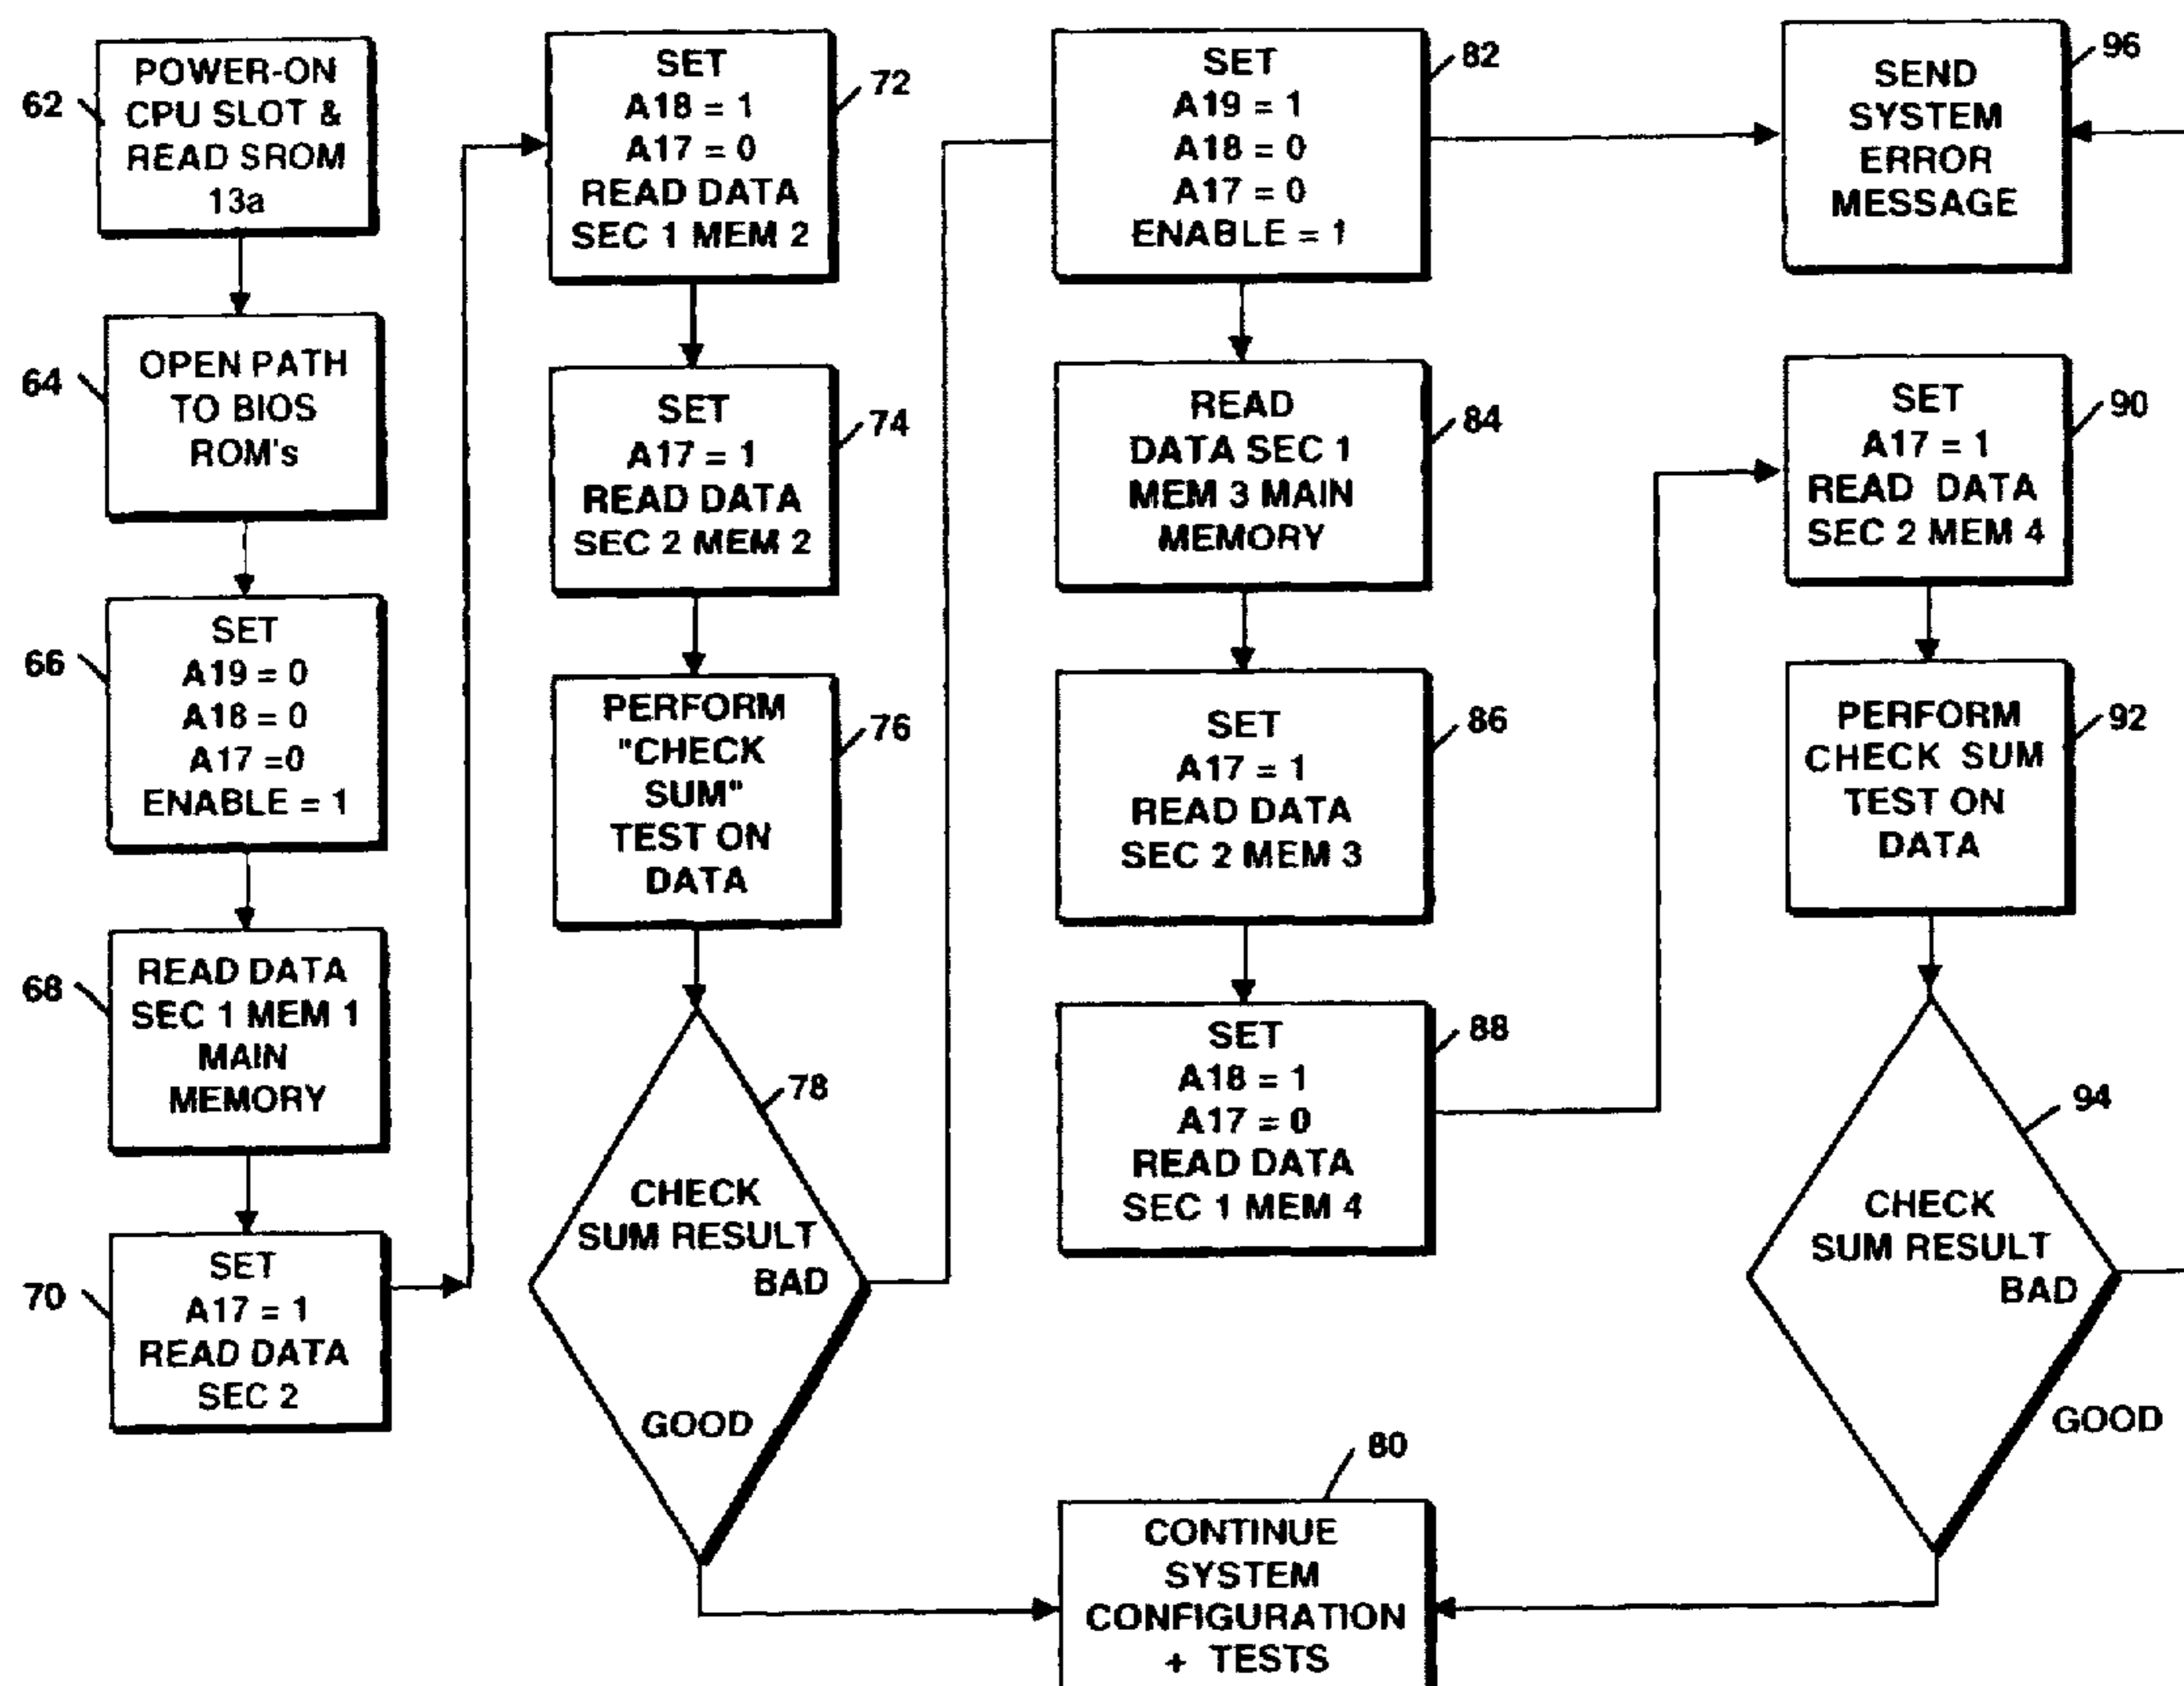 62
POWER-ON
CPU SLOT &
READ SROM
13a
64
OPEN PATH
TO BIOS
ROM's
66
SET
A19 = 0
A18 = 0
A17 =0
ENABLE = 1
68
READ DATA
SEC 1 MEM 1
MAIN
MEMORY
70
SET
A17 = 1
READ DATA
SEC 2
72
SET
A18 = 1
A17 = 0
READ DATA
SEC 1 MEM 2
74
SET
A17 = 1
READ DATA
SEC 2 MEM 2
76
PERFORM
"CHECK
SUM"
TEST ON
DATA
78
CHECK
SUM RESULT
BAD
GOOD
80
CONTINUE
SYSTEM
CONFIGURATION
+ TESTS
82
SET
A19 = 1
A18 = 0
A17 = 0
ENABLE = 1
84
READ
DATA SEC 1
MEM 3 MAIN
MEMORY
86
SET
A17 = 1
READ DATA
SEC 2 MEM 3
88
SET
A18 = 1
A17 = 0
READ DATA
SEC 1 MEM 4
96
SEND
SYSTEM
ERROR
MESSAGE
90
SET
A17 = 1
READ DATA
SEC 2 MEM 4
92
PERFORM
CHECK SUM
TEST ON
DATA
94
CHECK
SUM RESULT
BAD
GOOD